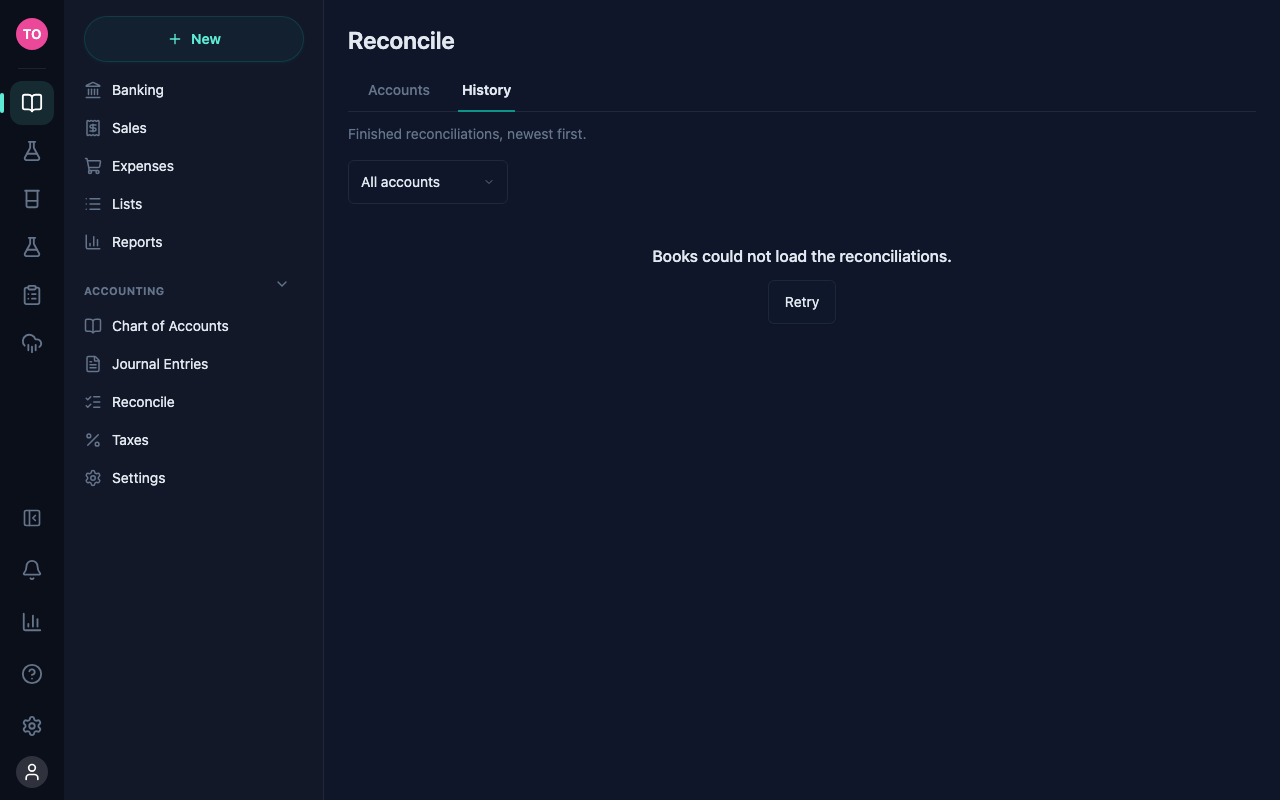 TO
New
Banking
Sales
Expenses
Lists
Reports
ACCOUNTING
Chart of Accounts
Journal Entries
Reconcile
Taxes
Settings
Reconcile
Accounts
History
Finished reconciliations, newest first.
All accounts
Books could not load the reconciliations.
Retry